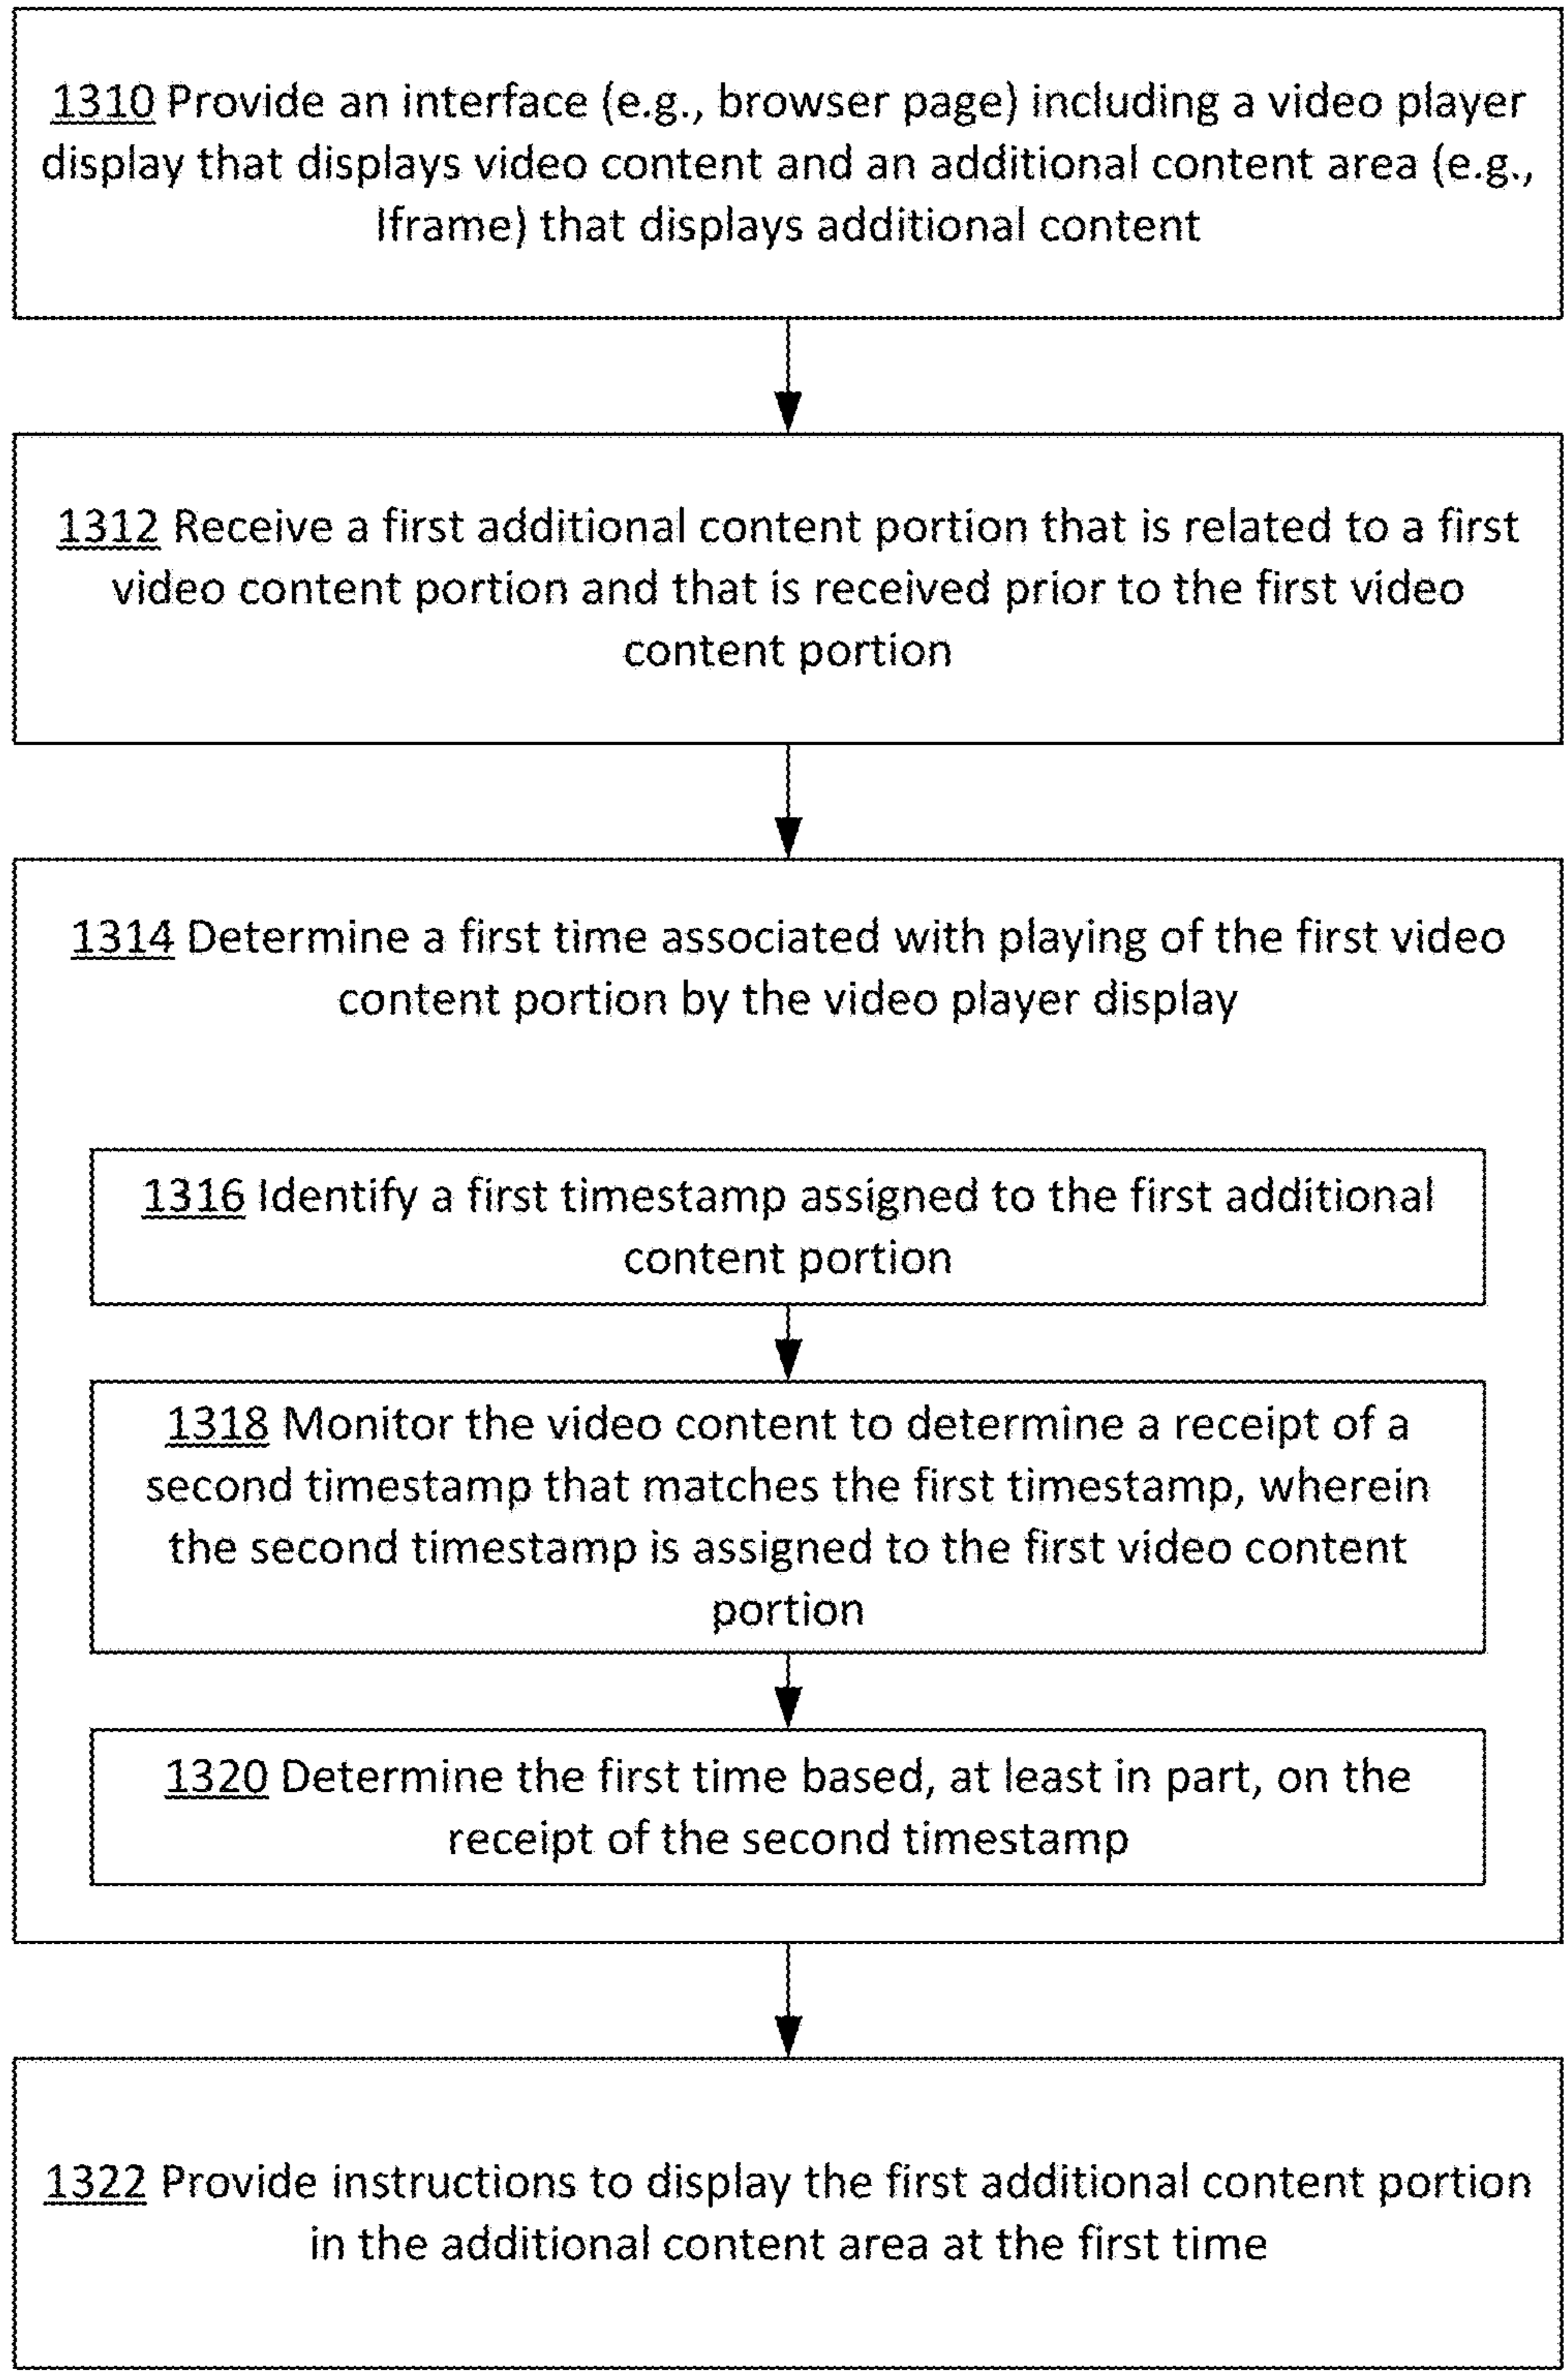 1310 Provide an interface (e.g., browser page) including a video player
display that displays video content and an additional content area (e.g.,
Iframe) that displays additional content
1312 Receive a first additional content portion that is related to a first
video content portion and that is received prior to the first video
content portion
1314 Determine a first time associated with playing of the first video
content portion by the video player display
1316 Identify a first timestamp assigned to the first additional
content portion
1318 Monitor the video content to determine a receipt of a
second timestamp that matches the first timestamp, wherein
the second timestamp is assigned to the first video content
portion
1320 Determine the first time based, at least in part, on the
receipt of the second timestamp
1322 Provide instructions to display the first additional content portion
in the additional content area at the first time